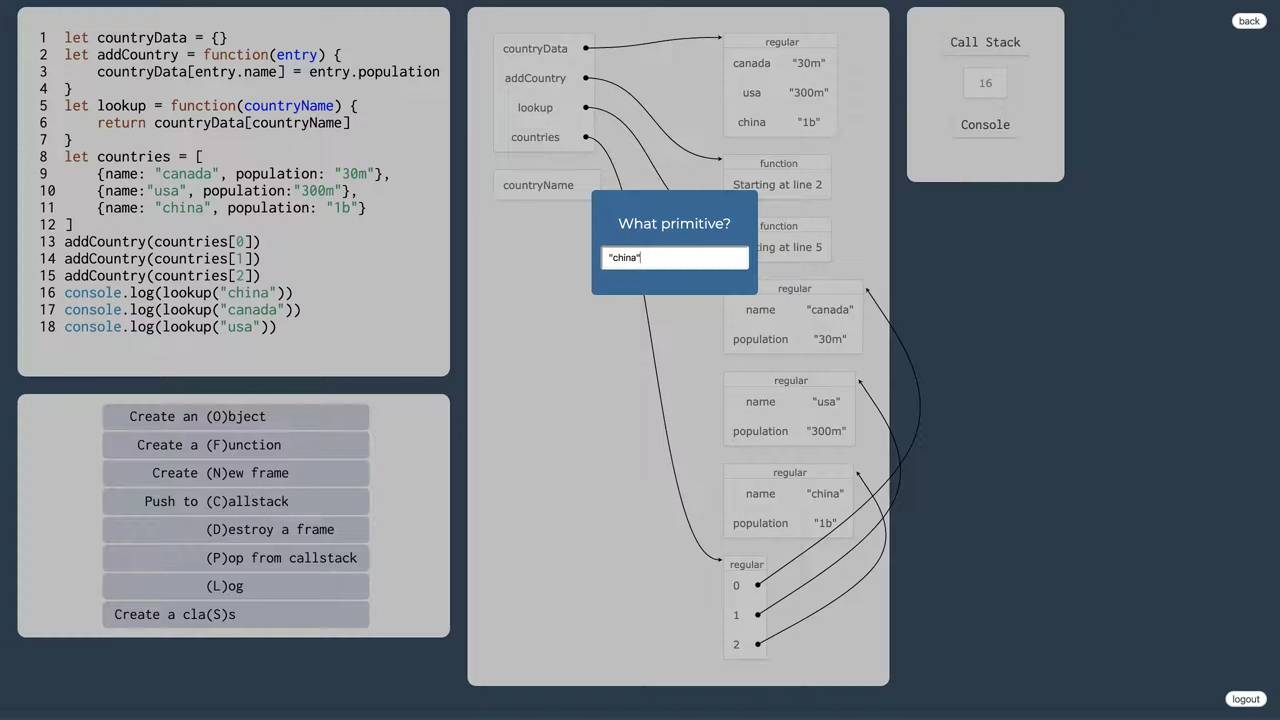 1 let countryData = {}
2 let addCountry = function(entry) {
3 countryData[entry.name] = entry.population
4 }
5 let lookup = function(countryName) {
6 return countryData[countryName]
7 }
8 let countries = [
9 {name: "canada", population: "30m"},
10 {name:"usa", population:"300m"},
11 {name: "china", population: "1b"}
12 ]
13 addCountry(countries[0])
14 addCountry(countries[1])
15 addCountry(countries[2])
16 console.log(lookup("china"))
17 console.log(lookup("canada"))
18 console.log(lookup("usa"))
Create an (O)bject
Create a (F)unction
Create (N)ew frame
Push to (C)allstack
(D)estroy a frame
(P)op from callstack
(L)og
Create a cla(S)s
countryData
addCountry
lookup
countries
countryName
What primitive?
"china"
regular
canada "30m"
usa "300m"
china "1b"
function
Starting at line 2
function
ing at line 5
regular
name "canada"
population "30m"
regular
name "usa"
population "300m"
regular
name "china"
population "1b"
regular
0
1
2
Call Stack
16
Console
back
logout